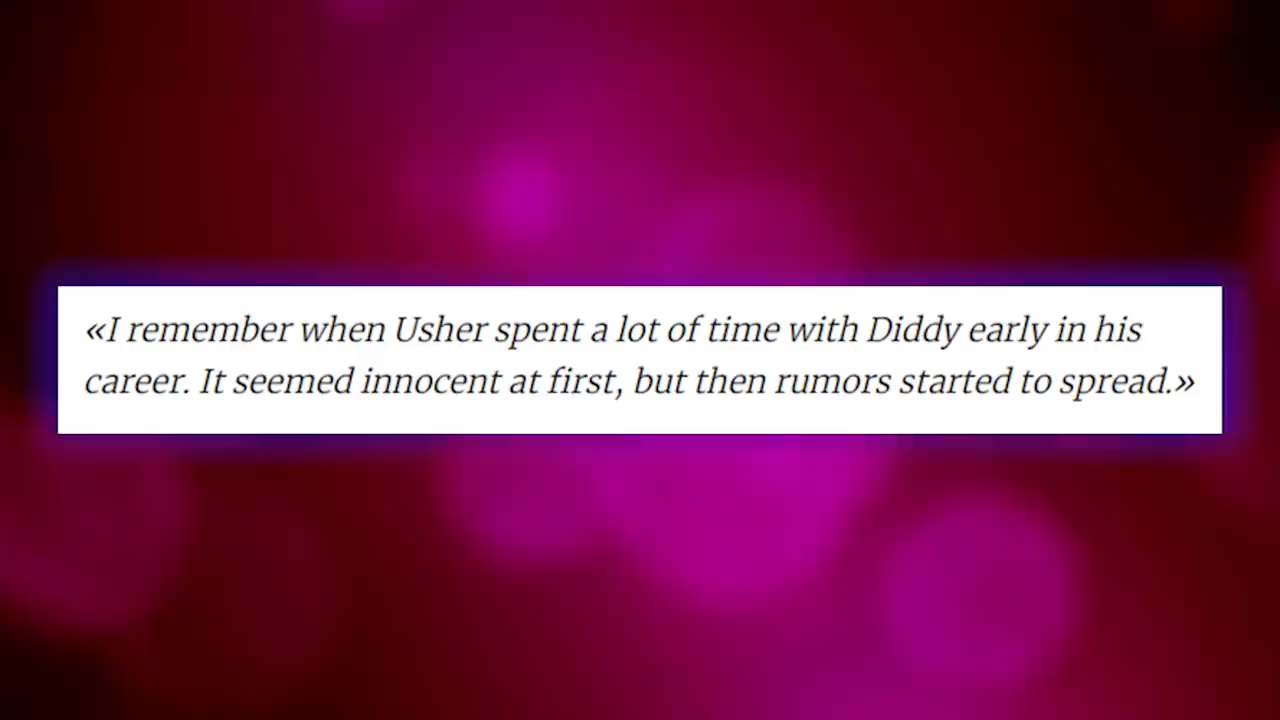 «I remember when Usher spent a lot of time with Diddy early in his
career. It seemed innocent at first, but then rumors started to spread.»